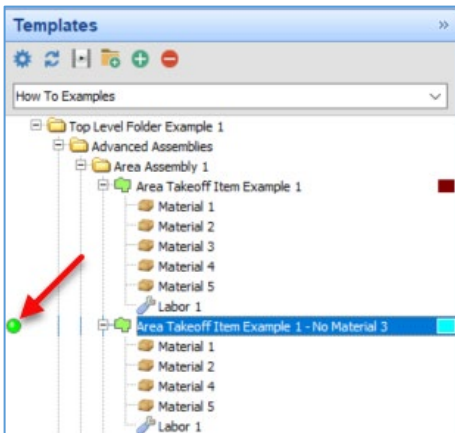 Templates
»
How To Examples
Top Level Folder Example 1
Advanced Assemblies
Area Assembly 1
Area Takeoff Item Example 1
Material 1
Material 2
Material 3
Material 4
Material 5
Labor 1
Area Takeoff Item Example 1 - No Material 3
Material 1
Material 2
Material 4
Material 5
Labor 1